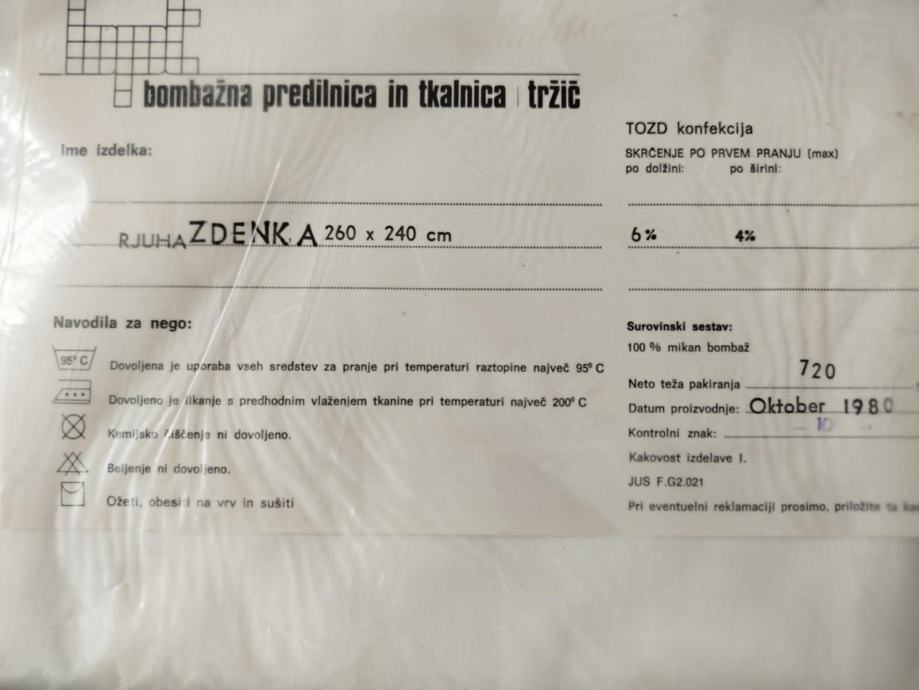 bombažna predilnica in tkalnica tržič
Ime izdelka:
RJUHA ZDENKA 260 x 240 cm
TOZD konfekcija
SKRČENJE PO PRVEM PRANJU (max)
po dolžini: po širini:
6% 4%
Navodila za nego:
95° C Dovoljena je uporaba vseh sredstev za pranje pri temperaturi raztopine največ 95° C
Dovoljeno je likanje s predhodnim vlaženjem tkanine pri temperaturi največ 200° C
Kemijsko čiščenje ni dovoljeno.
Beljenje ni dovoljeno.
Ožeti, obesiti na vrv in sušiti
Surovinski sestav:
100 % mikan bombaž
Neto teža pakiranja 720
Datum proizvodnje: Oktober 1980
Kontrolni znak: 10
Kakovost izdelave I.
JUS F.G2.021
Pri eventuelni reklamaciji prosimo, priložite ta